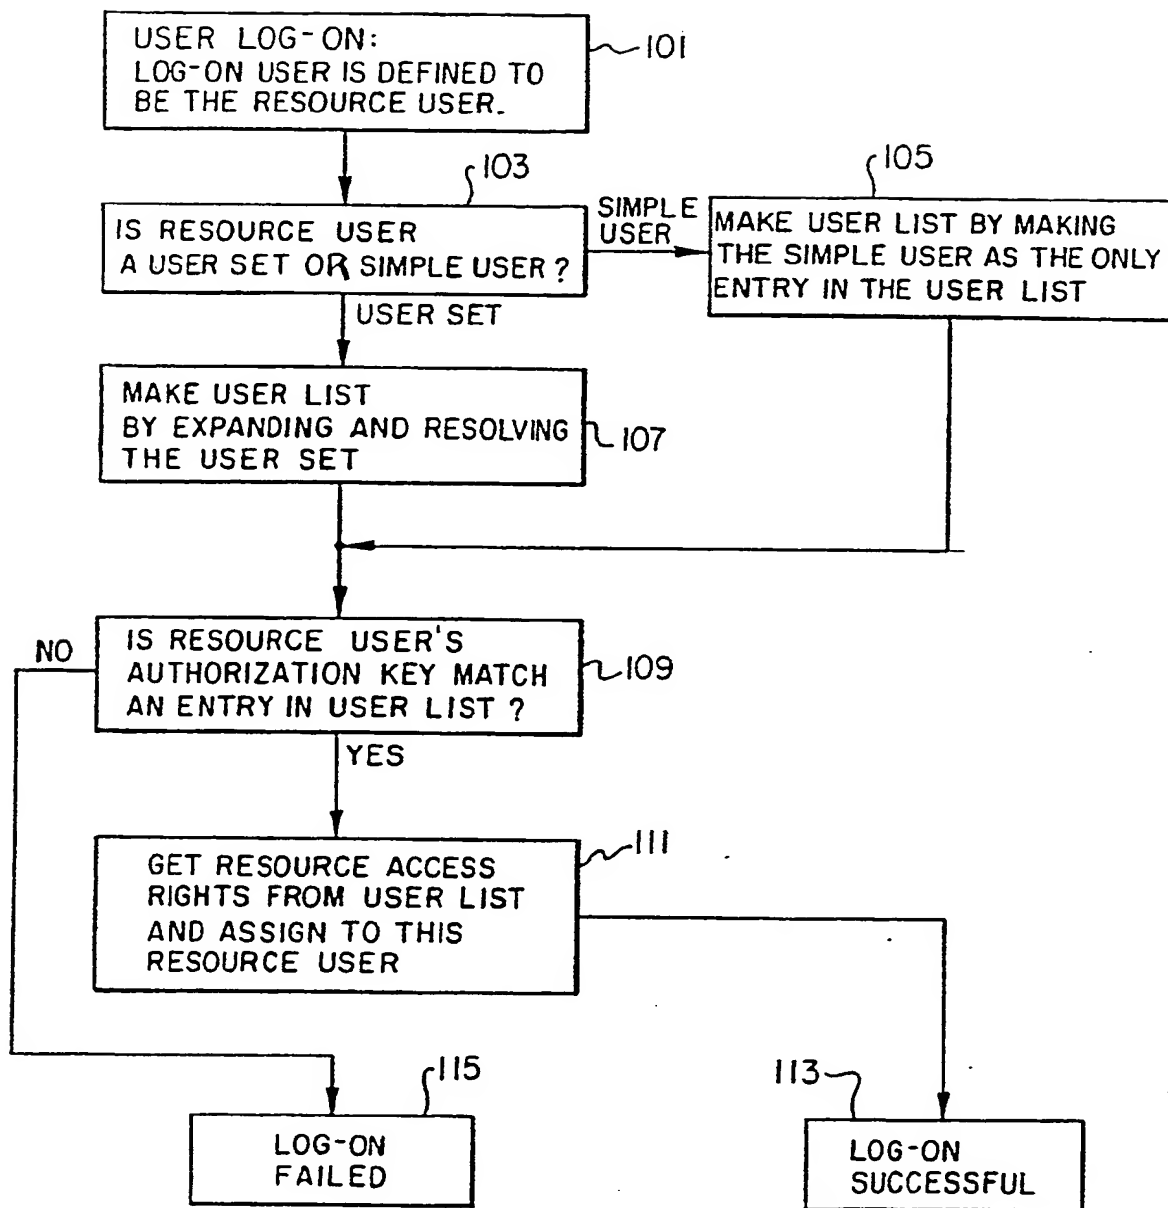 USER LOG-ON:
LOG-ON USER IS DEFINED TO
BE THE RESOURCE USER.
101
103
IS RESOURCE USER
A USER SET OR SIMPLE USER?
SIMPLE
USER
105
MAKE USER LIST BY MAKING
THE SIMPLE USER AS THE ONLY
ENTRY IN THE USER LIST
USER SET
MAKE USER LIST
BY EXPANDING AND RESOLVING
THE USER SET
107
NO
IS RESOURCE USER'S
AUTHORIZATION KEY MATCH
AN ENTRY IN USER LIST?
109
YES
GET RESOURCE ACCESS
RIGHTS FROM USER LIST
AND ASSIGN TO THIS
RESOURCE USER
111
115
LOG-ON
FAILED
113
LOG-ON
SUCCESSFUL